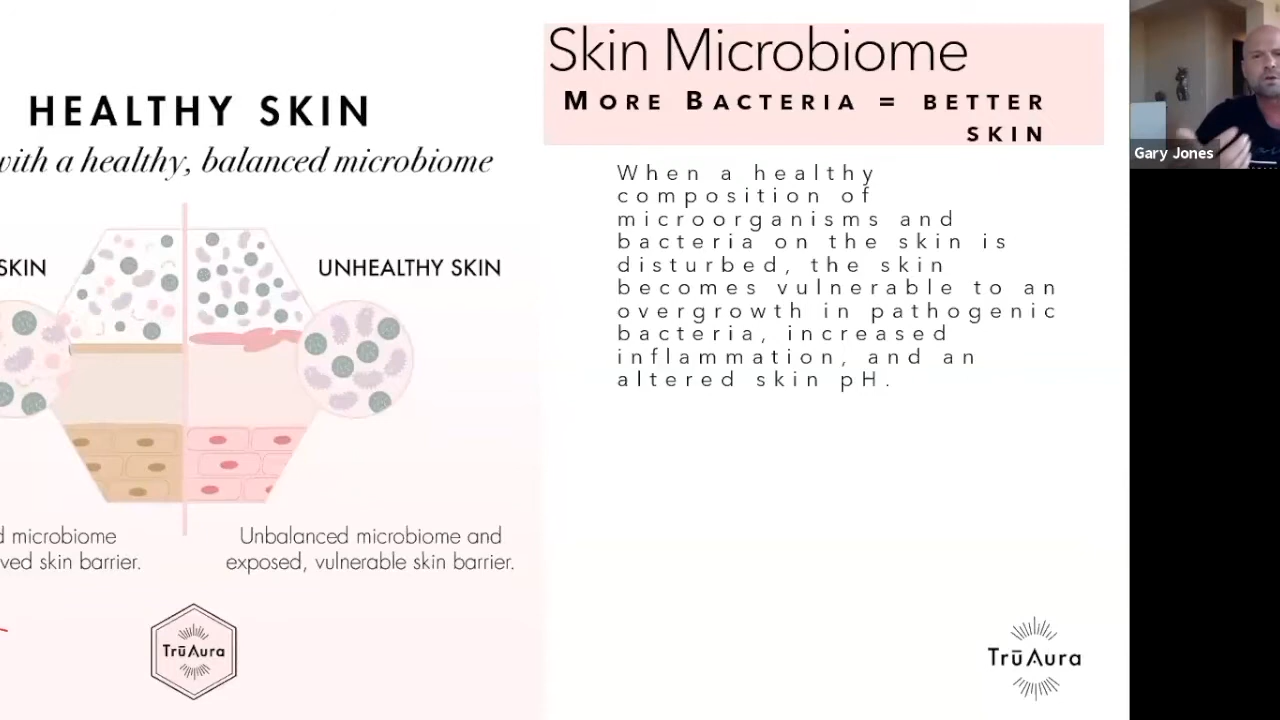 HEALTHY SKIN
with a healthy, balanced microbiome
SKIN
UNHEALTHY SKIN
d microbiome
ved skin barrier.
Unbalanced microbiome and
exposed, vulnerable skin barrier.
TrūAura
Skin Microbiome
MORE BACTERIA = BETTER
SKIN
When a healthy
composition of
microorganisms and
bacteria on the skin is
disturbed, the skin
becomes vulnerable to an
overgrowth in pathogenic
bacteria, increased
inflammation, and an
altered skin pH.
TrūAura
Gary Jones